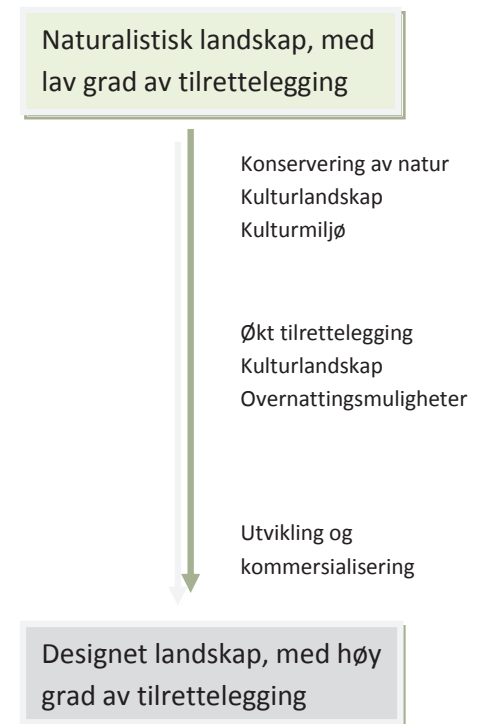 Naturalistisk landskap, med
lav grad av tilrettelegging
Konservering av natur
Kulturlandskap
Kulturmiljø
Økt tilrettelegging
Kulturlandskap
Overnattingsmuligheter
Utvikling og
kommersialisering
Designet landskap, med høy
grad av tilrettelegging